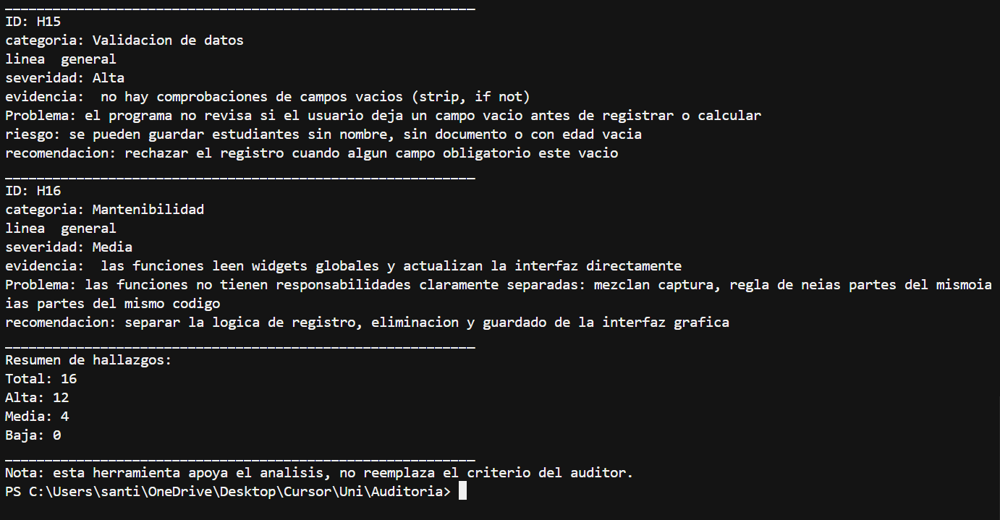 ID: H15
categoria: Validacion de datos
linea  general
severidad: Alta
evidencia:  no hay comprobaciones de campos vacios (strip, if not)
Problema: el programa no revisa si el usuario deja un campo vacio antes de registrar o calcular
riesgo: se pueden guardar estudiantes sin nombre, sin documento o con edad vacia
recomendacion: rechazar el registro cuando algun campo obligatorio este vacio
ID: H16
categoria: Mantenibilidad
linea  general
severidad: Media
evidencia:  las funciones leen widgets globales y actualizan la interfaz directamente
Problema: las funciones no tienen responsabilidades claramente separadas: mezclan captura, regla de neias partes del mismoia
ias partes del mismo codigo
recomendacion: separar la logica de registro, eliminacion y guardado de la interfaz grafica
Resumen de hallazgos:
Total: 16
Alta: 12
Media: 4
Baja: 0
Nota: esta herramienta apoya el analisis, no reemplaza el criterio del auditor.
PS C:\Users\santi\OneDrive\Desktop\Cursor\Uni\Auditoria>